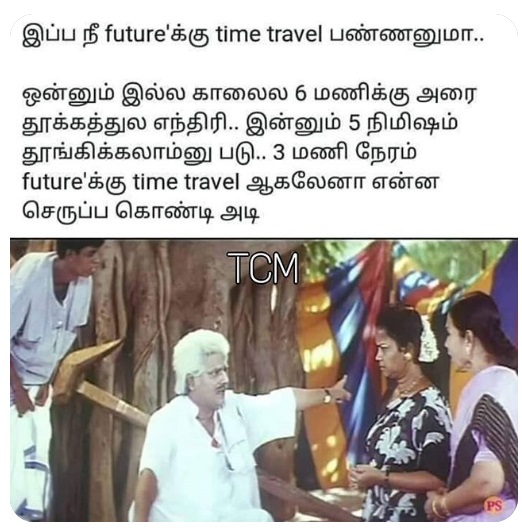 இப்ப நீ future'க்கு time travel பண்ணனுமா..
ஒன்னும் இல்ல காலைல 6 மணிக்கு அரை
தூக்கத்துல எந்திரி.. இன்னும் 5 நிமிஷம்
தூங்கிக்கலாம்னு படு.. 3 மணி நேரம்
future'க்கு time travel ஆகலேனா என்ன
செருப்ப கொண்டி அடி
TCM
PS